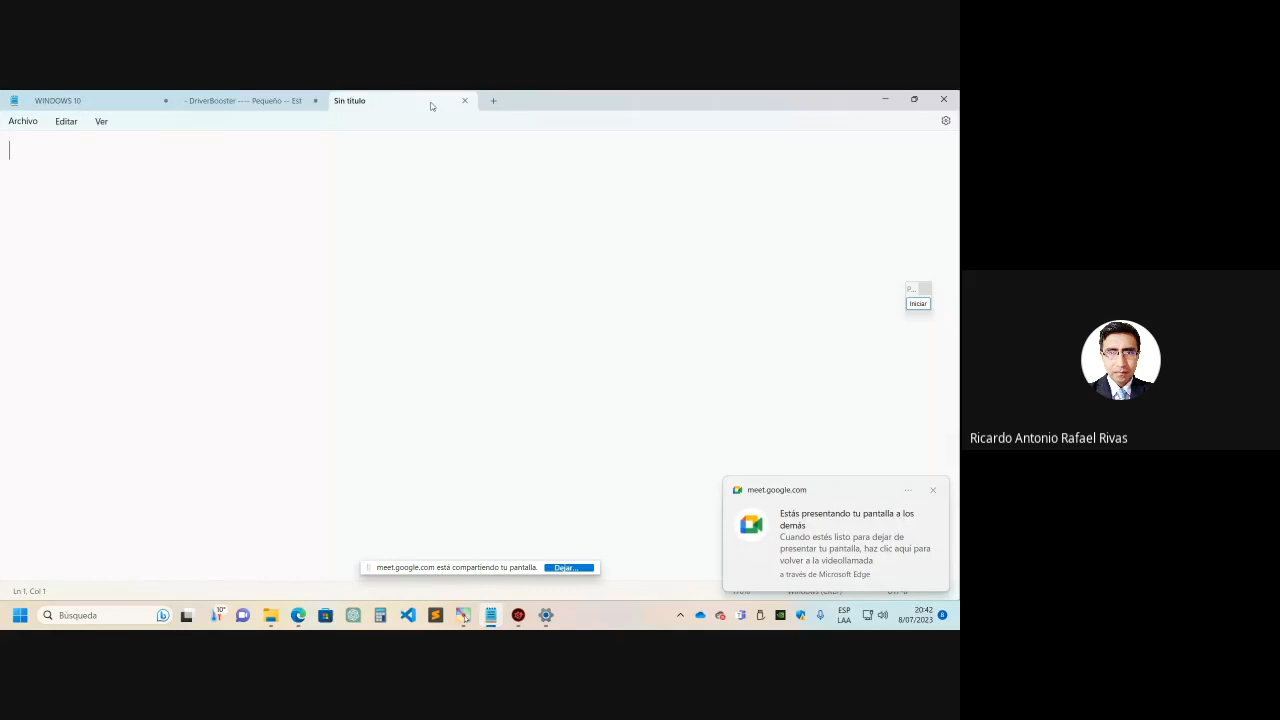 WINDOWS 10
- DriverBooster ---- Pequeño -- Est
Sin título
Archivo
Editar
Ver
P...
Iniciar
Ricardo Antonio Rafael Rivas
meet.google.com
Estás presentando tu pantalla a los
demás
Cuando estés listo para dejar de
presentar tu pantalla, haz clic aquí para
volver a la videollamada
a través de Microsoft Edge
meet.google.com está compartiendo tu pantalla.
Dejar...
Ln 1, Col 1
Búsqueda
10°
ESP
LAA
20:42
8/07/2023
8